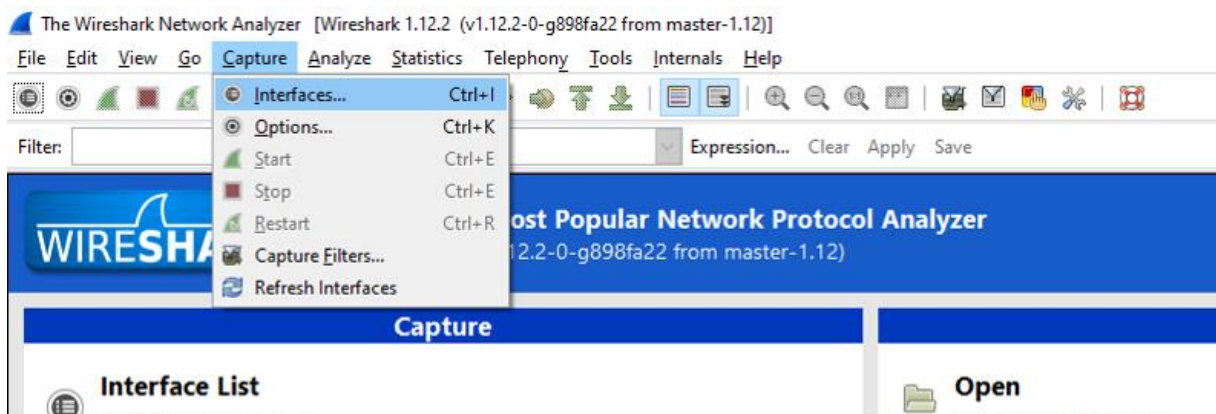 The Wireshark Network Analyzer [Wireshark 1.12.2 (v1.12.2-0-g898fa22 from master-1.12)]
File Edit View Go Capture Analyze Statistics Telephony Tools Internals Help
Interfaces... Ctrl+I
Options... Ctrl+K
Filter: Expression... Clear Apply Save
Start Ctrl+E
Stop Ctrl+E
Restart Ctrl+R
WIRESHA ost Popular Network Protocol Analyzer
Capture Filters... 12.2-0-g898fa22 from master-1.12)
Refresh Interfaces
Capture
Interface List Open